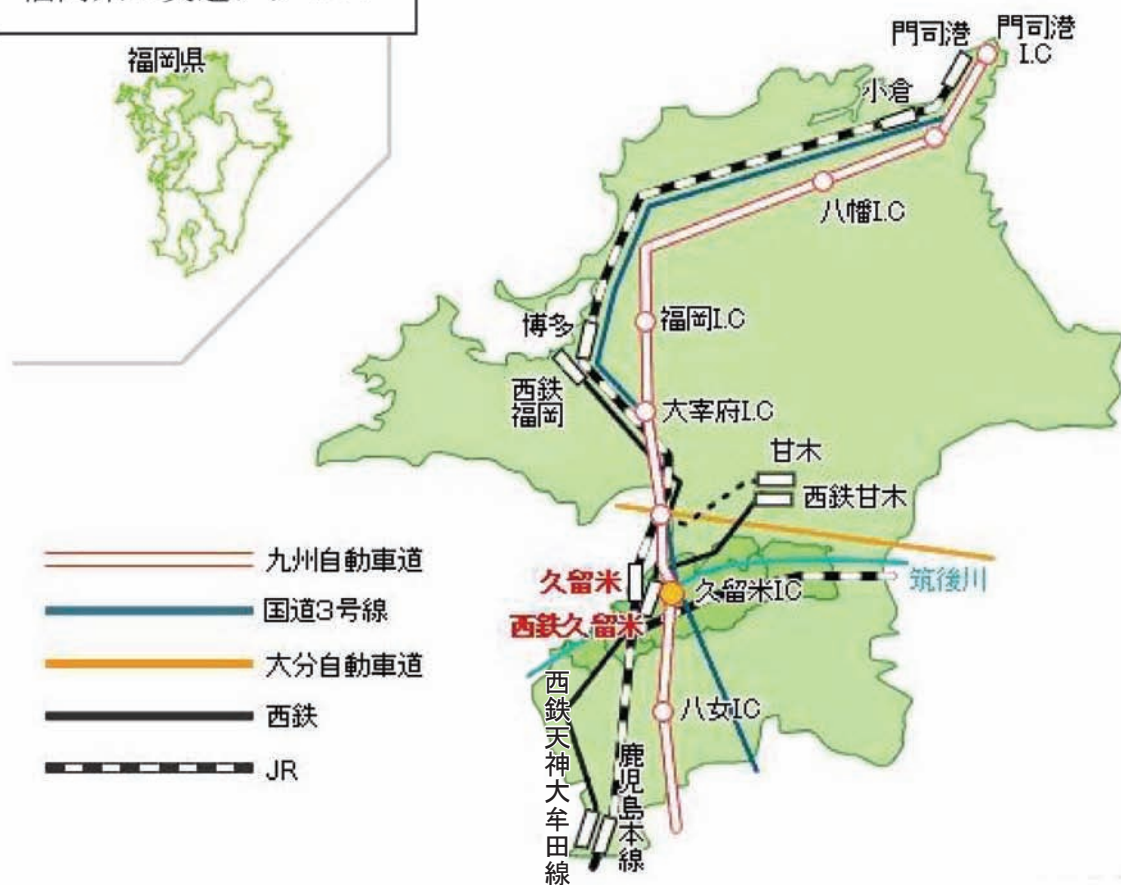 福岡県
門司港
門司港
I.C
小倉
八幡I.C
博多
福岡I.C
西鉄
福岡
大宰府I.C
甘木
西鉄甘木
九州自動車道
久留米
久留米IC
筑後川
国道3号線
西鉄久留米
大分自動車道
西鉄
八女IC
JR
西鉄天神大牟田線
鹿児島本線